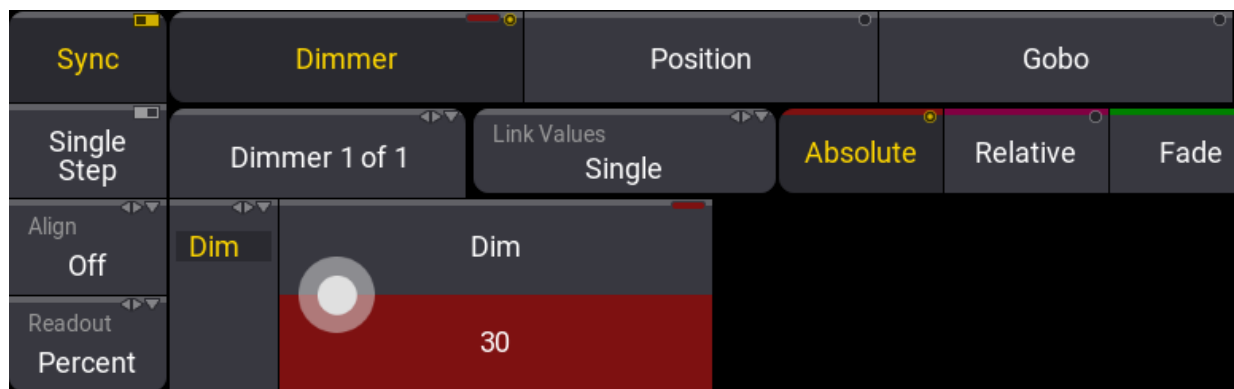 Sync
Dimmer
Position
Gobo
Single
Step
Dimmer 1 of 1
Link Values
Single
Absolute
Relative
Fade
Align
Off
Dim
Dim
Readout
Percent
30